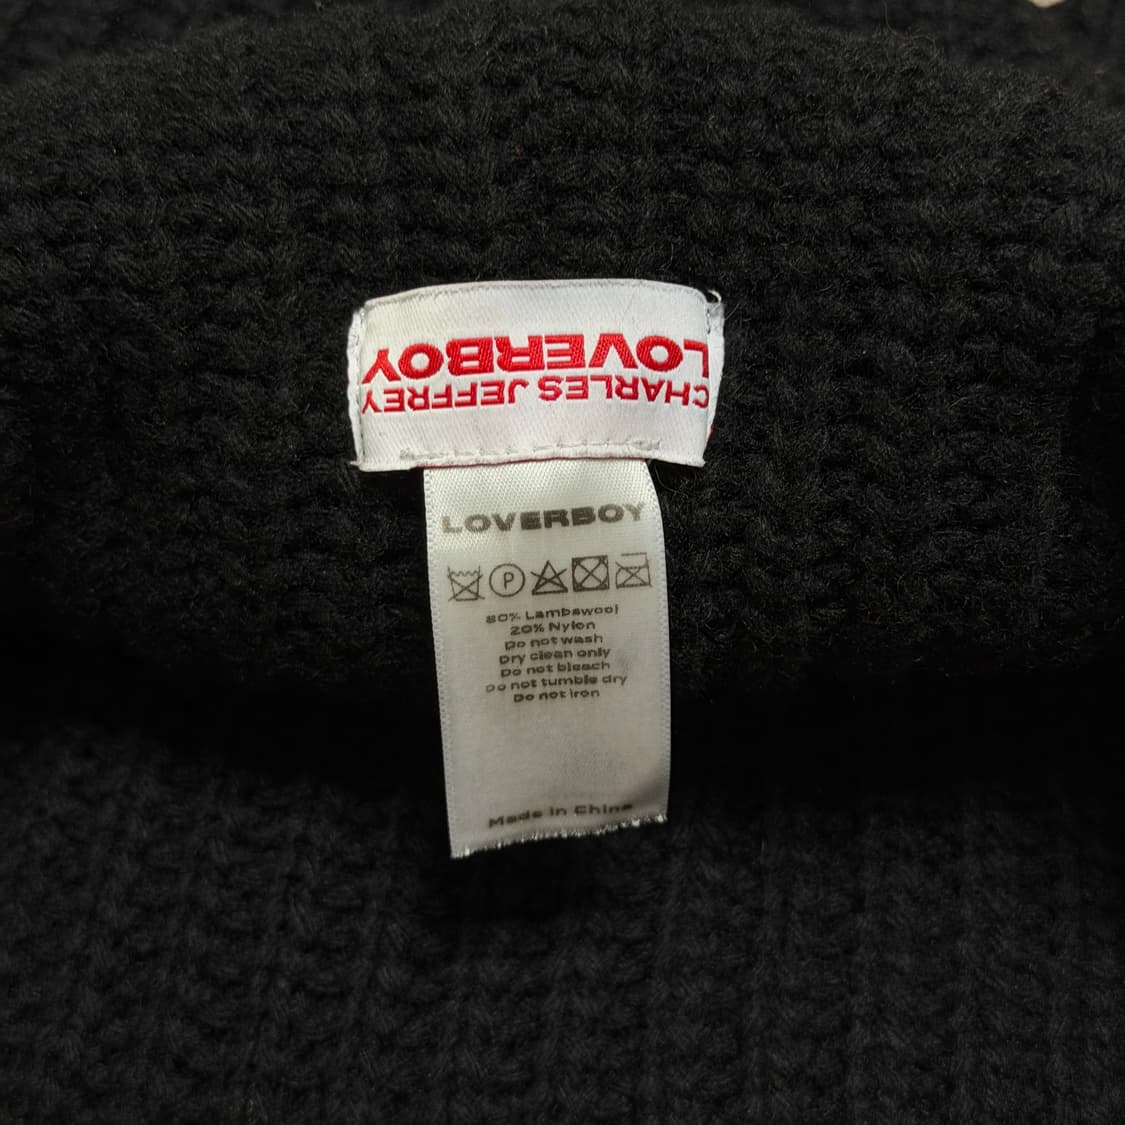 CHARLES JEFFREY
LOVERBOY
LOVERBOY
P
80% Lambswool
20% Nylon
Do not wash
Dry clean only
Do not bleach
Do not tumble dry
Do not iron
Made in China